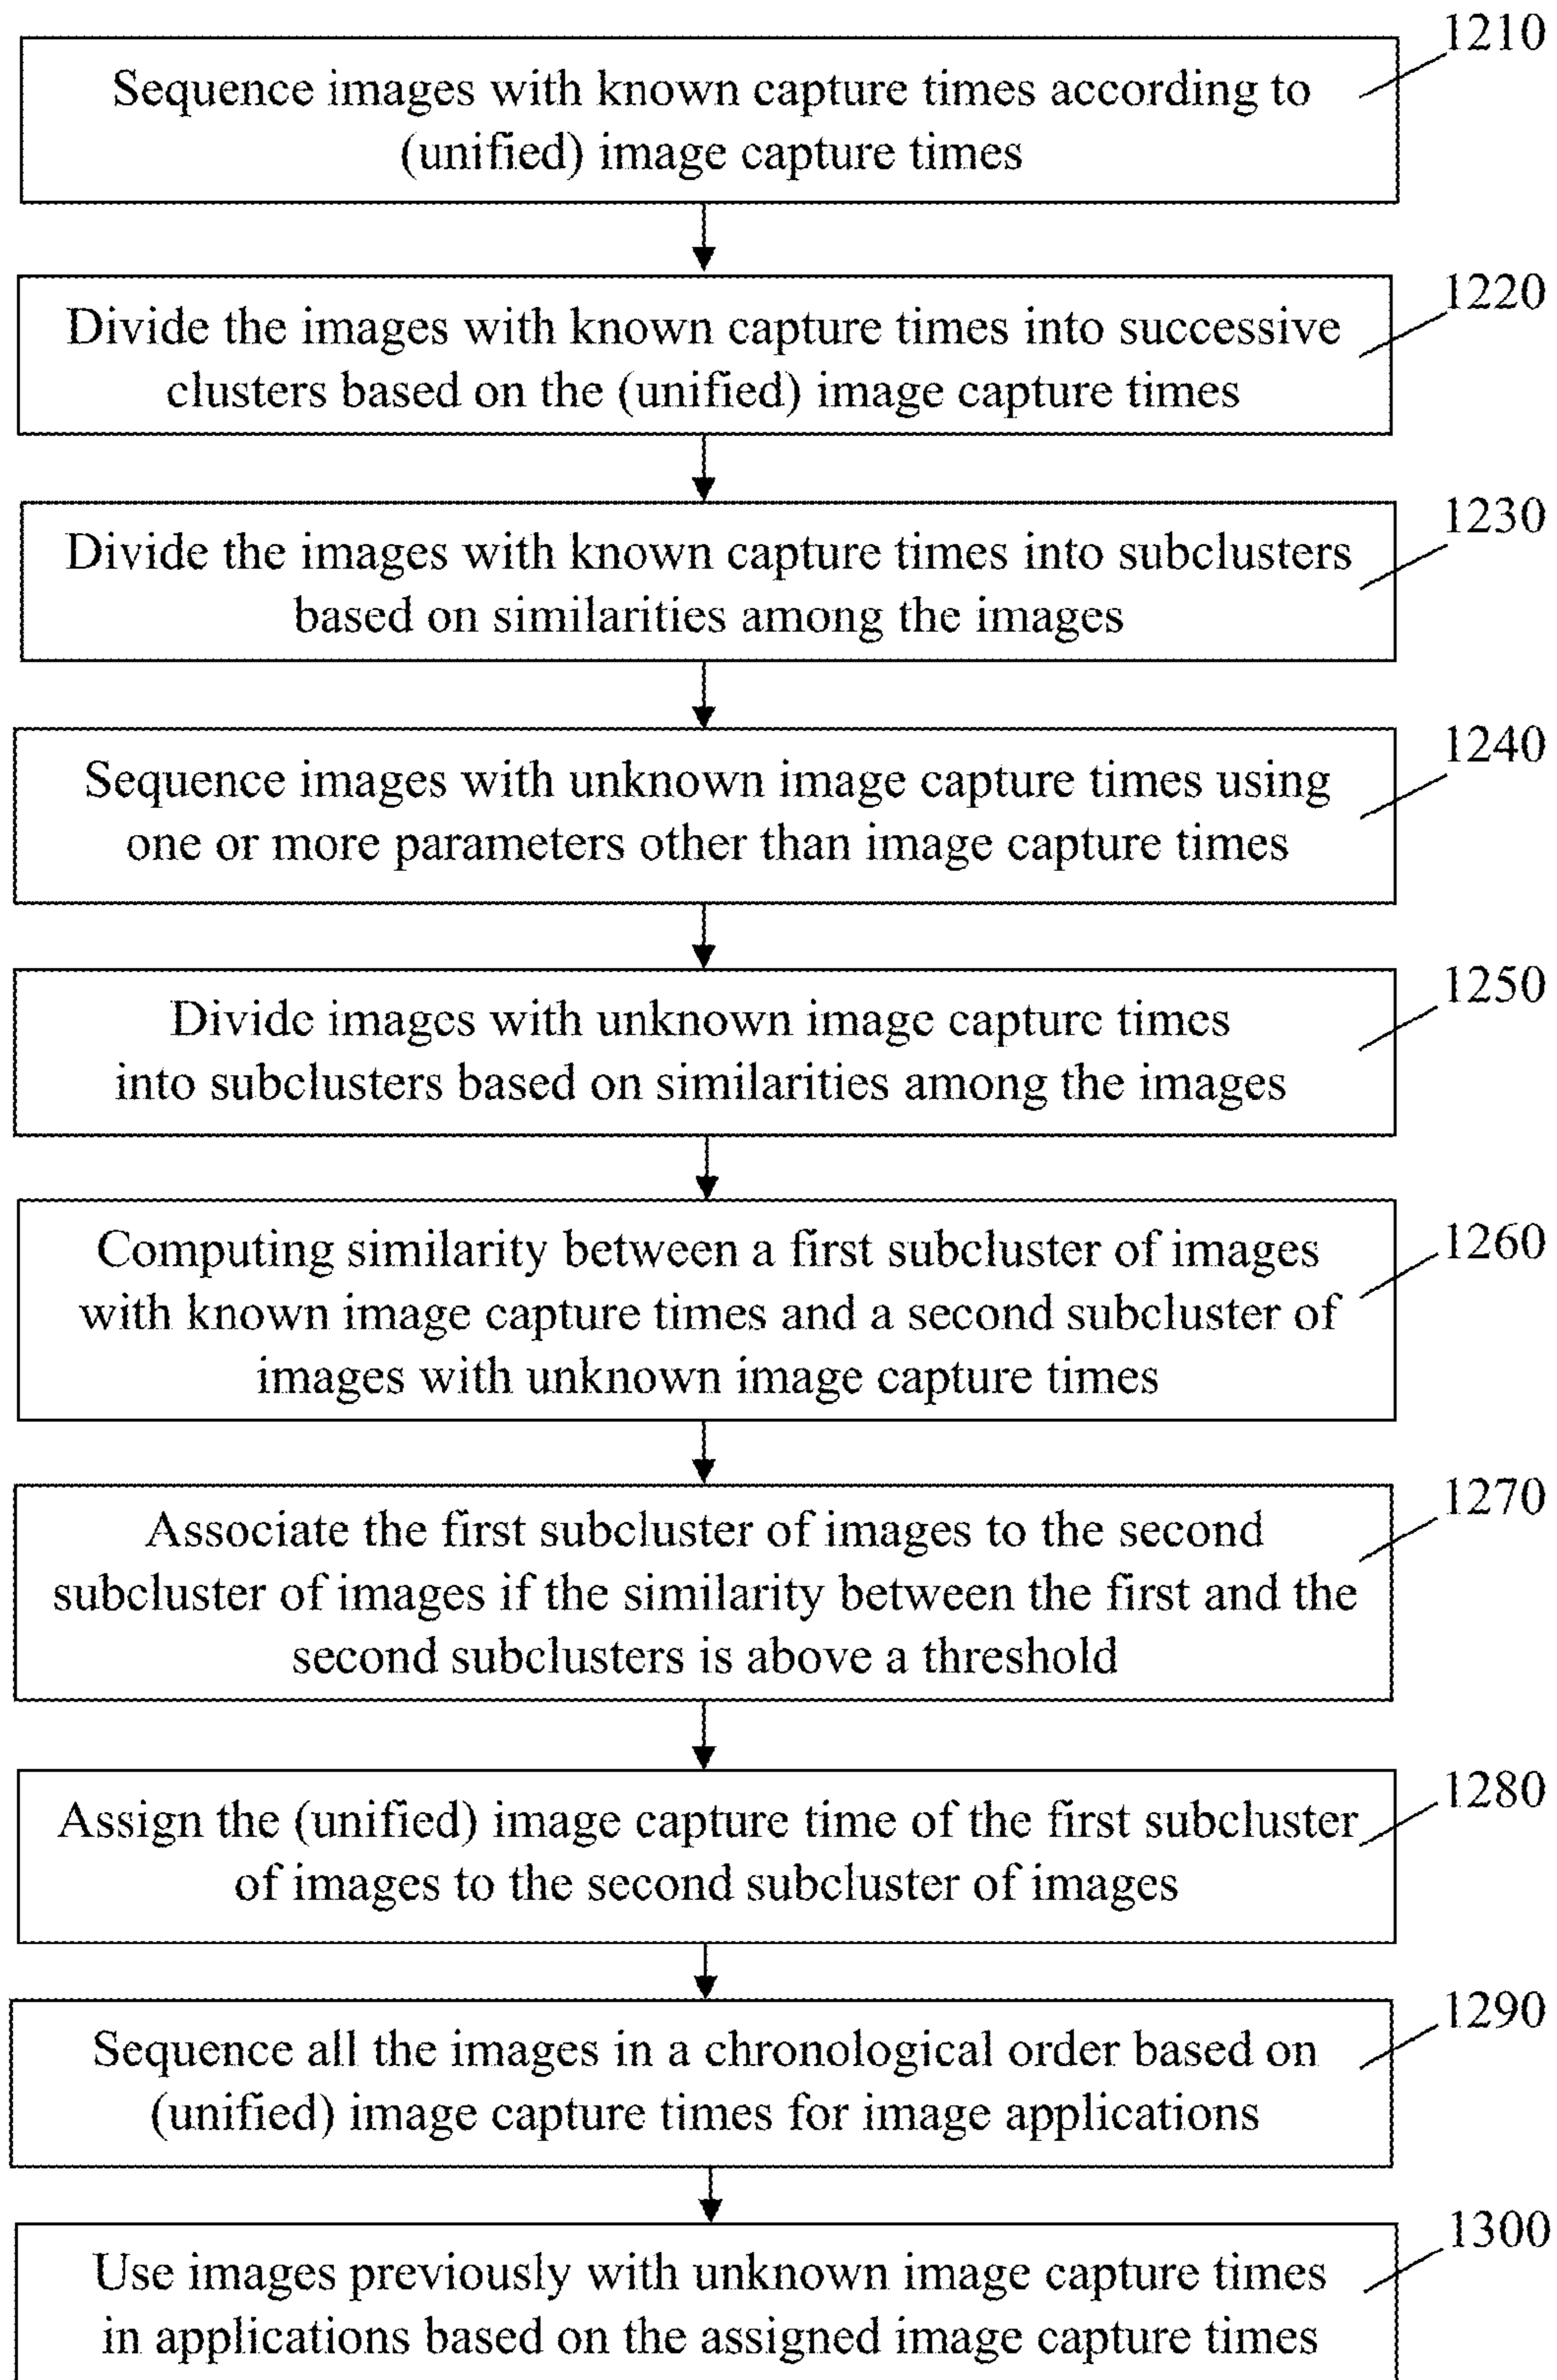 1210
Sequence images with known capture times according to
(unified) image capture times
1220
Divide the images with known capture times into successive
clusters based on the (unified) image capture times
1230
Divide the images with known capture times into subclusters
based on similarities among the images
1240
Sequence images with unknown image capture times using
one or more parameters other than image capture times
1250
Divide images with unknown image capture times
into subclusters based on similarities among the images
1260
Computing similarity between a first subcluster of images
with known image capture times and a second subcluster of
images with unknown image capture times
1270
Associate the first subcluster of images to the second
subcluster of images if the similarity between the first and the
second subclusters is above a threshold
1280
Assign the (unified) image capture time of the first subcluster
of images to the second subcluster of images
1290
Sequence all the images in a chronological order based on
(unified) image capture times for image applications
1300
Use images previously with unknown image capture times
in applications based on the assigned image capture times